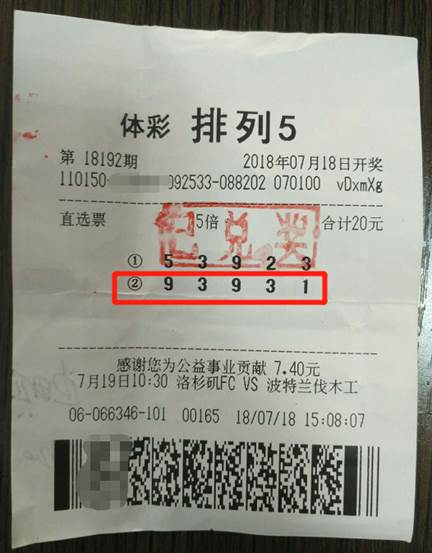 体彩 排列5
第 18192期 2018年07月18日开奖
110150- 092533-088202 070100 vDxmXg
直选票 5倍 合计20元
已兑奖
① 5 3 9 2 3
② 9 3 9 3 1
感谢您为公益事业贡献 7.40元
7月19日10:30 洛杉矶FC VS 波特兰伐木工
06-066346-101 00165 18/07/18 15:08:07